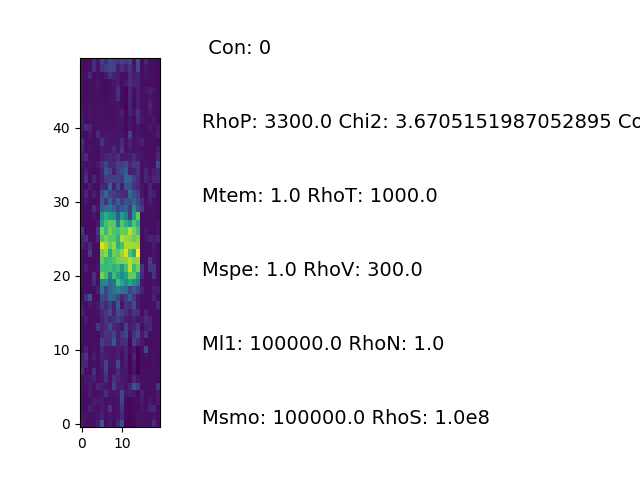 Con: 0
RhoP: 3300.0 Chi2: 3.6705151987052895 Co
Mtem: 1.0 RhoT: 1000.0
Mspe: 1.0 RhoV: 300.0
Ml1: 100000.0 RhoN: 1.0
Msmo: 100000.0 RhoS: 1.0e8
40
30
20
10
0
0 10